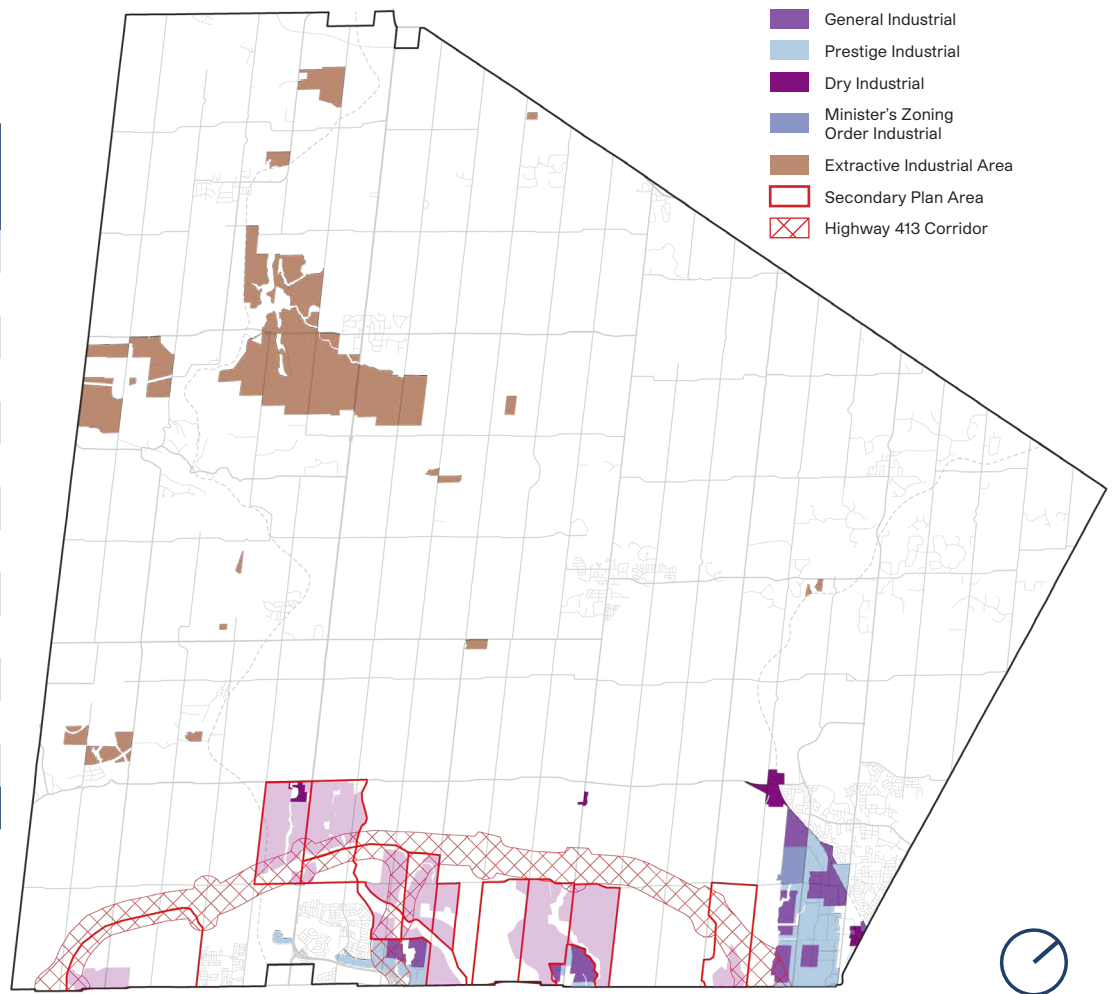 General Industrial
Prestige Industrial
Dry Industrial
Minister's Zoning
Order Industrial
Extractive Industrial Area
Secondary Plan Area
Highway 413 Corridor